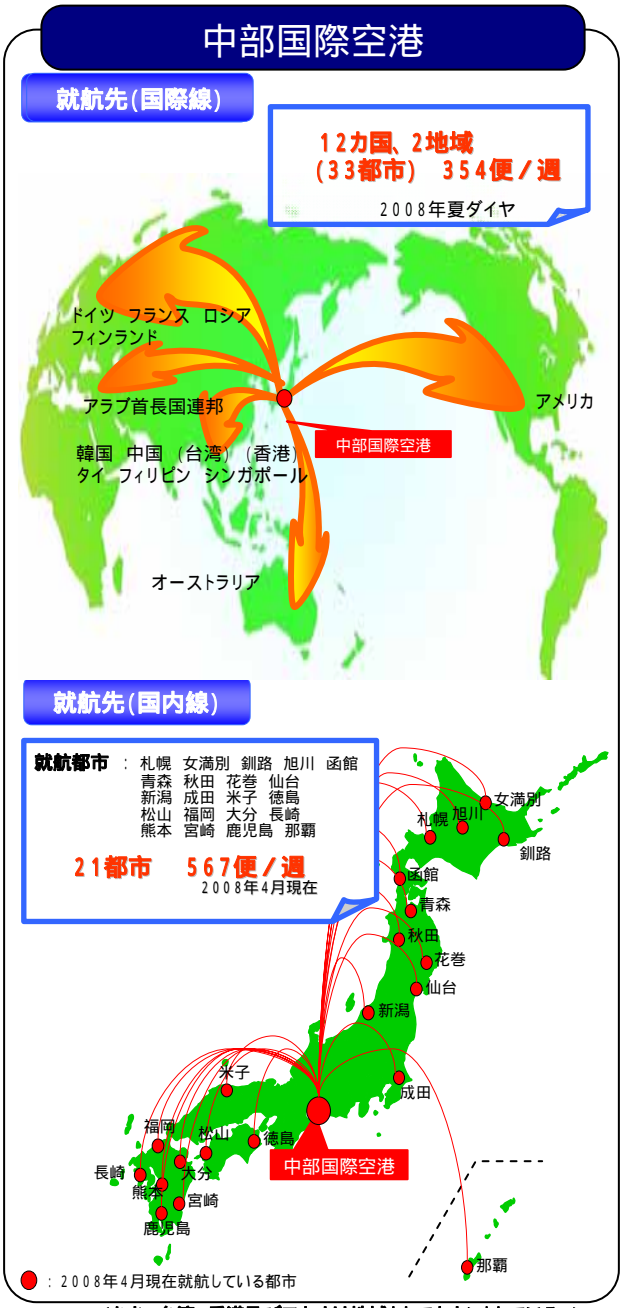 中部国際空港
就航先(国際線)
12カ国、2地域
(33都市) 354便/週
2008年夏ダイヤ
ドイツ フランス ロシア
フィンランド
アラブ首長国連邦
アメリカ
中部国際空港
韓国 中国 (台湾) (香港)
タイ フィリピン シンガポール
オーストラリア
就航先(国内線)
就航都市 : 札幌 女満別 釧路 旭川 函館
青森 秋田 花巻 仙台
新潟 成田 米子 徳島
松山 福岡 大分 長崎
熊本 宮崎 鹿児島 那覇
21都市 567便/週
2008年4月現在
女満別
旭川
札幌
釧路
函館
青森
秋田
花巻
仙台
新潟
米子
成田
福岡
松山
徳島
中部国際空港
長崎
大分
熊本
宮崎
鹿児島
那覇
: 2008年4月現在就航している都市